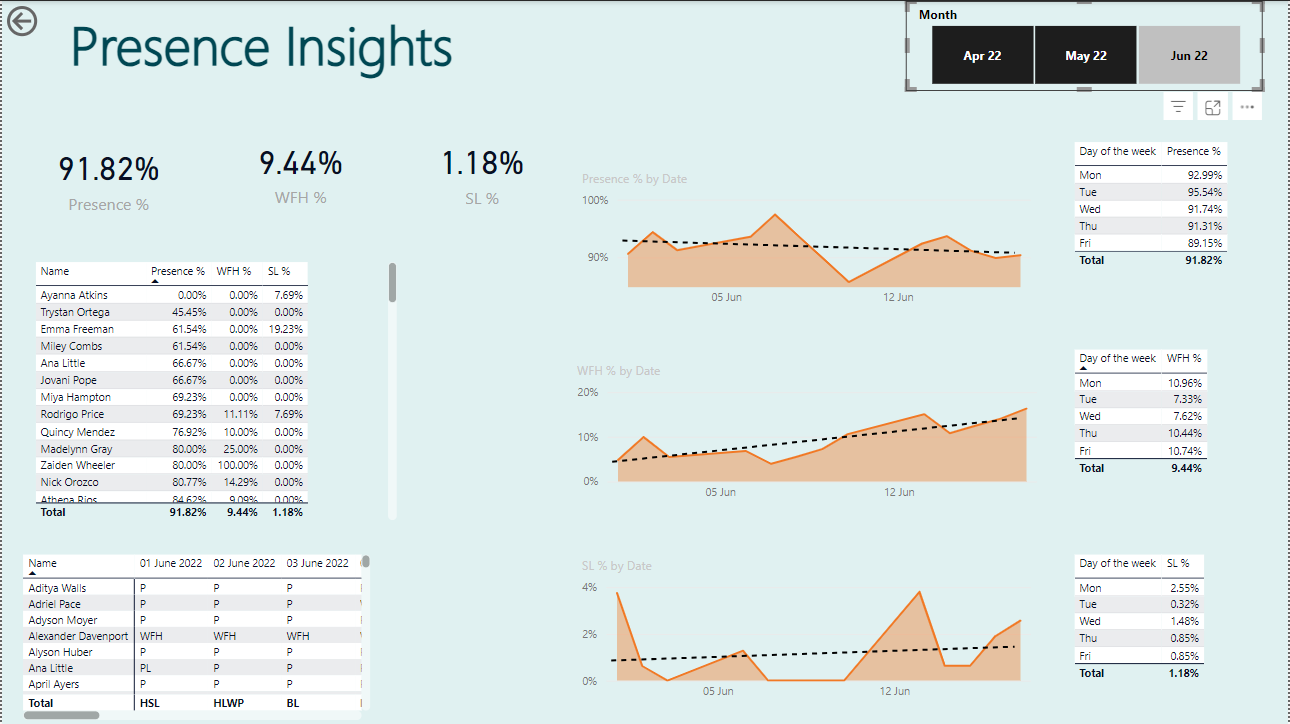 Presence Insights
Month
Apr 22 May 22 Jun 22
91.82%
Presence %
9.44%
WFH %
1.18%
SL %
Name Presence % WFH % SL %
Ayanna Atkins 0.00% 0.00% 7.69%
Trystan Ortega 45.45% 0.00% 0.00%
Emma Freeman 61.54% 0.00% 19.23%
Miley Combs 61.54% 0.00% 0.00%
Ana Little 66.67% 0.00% 0.00%
Jovani Pope 66.67% 0.00% 0.00%
Miya Hampton 69.23% 0.00% 0.00%
Rodrigo Price 69.23% 11.11% 7.69%
Quincy Mendez 76.92% 10.00% 0.00%
Madelynn Gray 80.00% 25.00% 0.00%
Zaiden Wheeler 80.00% 100.00% 0.00%
Nick Orozco 80.77% 14.29% 0.00%
Athena Rios 84.62% 9.09% 0.00%
Total 91.82% 9.44% 1.18%
Name 01 June 2022 02 June 2022 03 June 2022
Aditya Walls P P P
Adriel Pace P P P
Adyson Moyer P P P
Alexander Davenport WFH WFH WFH
Alyson Huber P P P
Ana Little PL P P
April Ayers P P P
Total HSL HLWP BL
Presence % by Date
100%
90%
05 Jun 12 Jun
WFH % by Date
20%
10%
0%
05 Jun 12 Jun
SL % by Date
4%
2%
0%
05 Jun 12 Jun
Day of the week Presence %
Mon 92.99%
Tue 95.54%
Wed 91.74%
Thu 91.31%
Fri 89.15%
Total 91.82%
Day of the week WFH %
Mon 10.96%
Tue 7.33%
Wed 7.62%
Thu 10.44%
Fri 10.74%
Total 9.44%
Day of the week SL %
Mon 2.55%
Tue 0.32%
Wed 1.48%
Thu 0.85%
Fri 0.85%
Total 1.18%